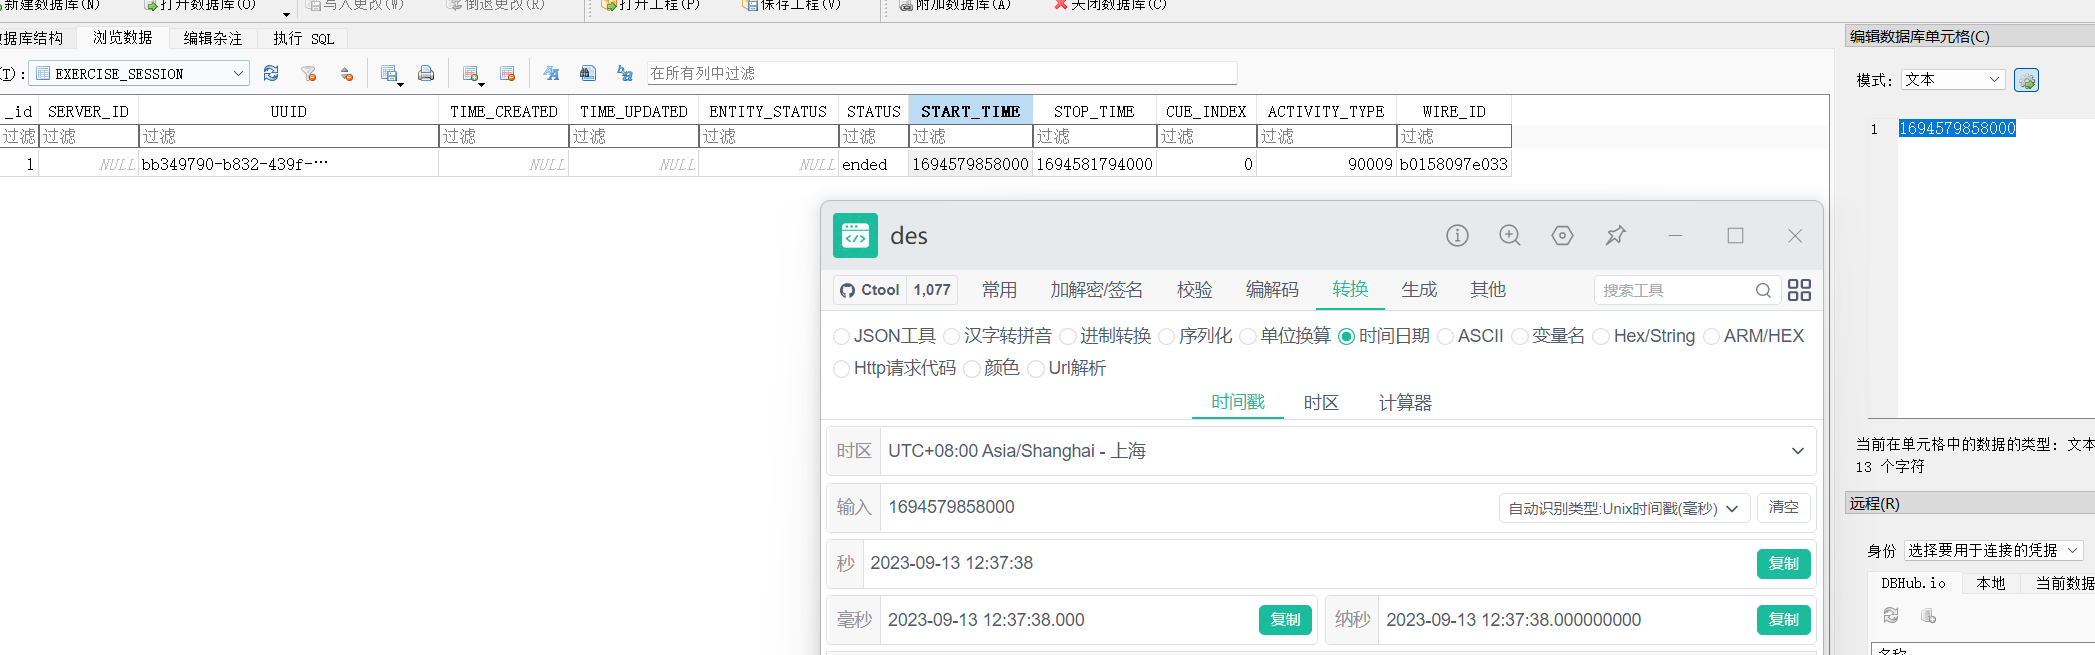 新建数据库(N) 打开数据库(O) 写入更改(W) 倒退更改(R) 打开工程(P) 保存工程(V) 附加数据库(A) 关闭数据库(C)
据库结构 浏览数据 编辑杂注 执行 SQL
(T): EXERCISE_SESSION 在所有列中过滤
_id SERVER_ID UUID TIME_CREATED TIME_UPDATED ENTITY_STATUS STATUS START_TIME STOP_TIME CUE_INDEX ACTIVITY_TYPE WIRE_ID
过滤 过滤 过滤 过滤 过滤 过滤 过滤 过滤 过滤 过滤 过滤 过滤
1 NULL bb349790-b832-439f-… NULL NULL NULL ended 1694579858000 1694581794000 0 90009 b0158097e033
des
Ctool 1,077 常用 加解密/签名 校验 编解码 转换 生成 其他 搜索工具
JSON工具 汉字转拼音 进制转换 序列化 单位换算 时间日期 ASCII 变量名 Hex/String ARM/HEX
Http请求代码 颜色 Url解析
时间戳 时区 计算器
时区 UTC+08:00 Asia/Shanghai - 上海
输入 1694579858000 自动识别类型:Unix时间戳(毫秒) 清空
秒 2023-09-13 12:37:38 复制
毫秒 2023-09-13 12:37:38.000 复制 纳秒 2023-09-13 12:37:38.000000000 复制
编辑数据库单元格(C)
模式: 文本
1 1694579858000
当前在单元格中的数据的类型: 文本
13 个字符
远程(R)
身份 选择要用于连接的凭据
DBHub.io 本地 当前数据
名称